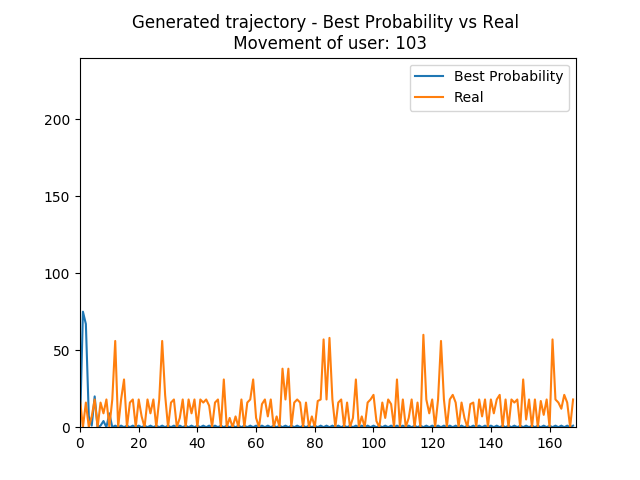 Generated trajectory - Best Probability vs Real
Movement of user: 103
Best Probability
Real
200
150
100
50
0
0 20 40 60 80 100 120 140 160